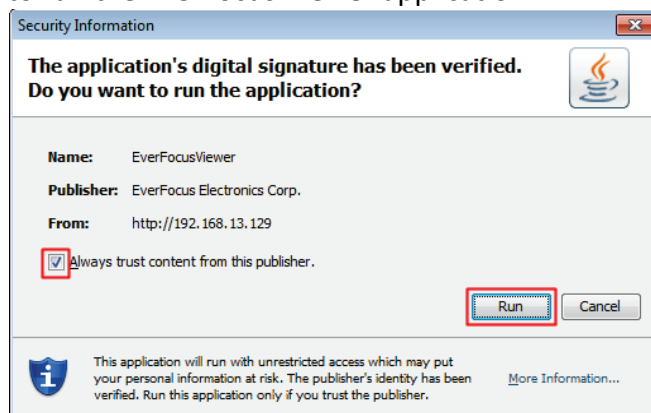 Security Information
The application's digital signature has been verified.
Do you want to run the application?
Name: EverFocusViewer
Publisher: EverFocus Electronics Corp.
From: http://192.168.13.129
Always trust content from this publisher.
Run Cancel
This application will run with unrestricted access which may put
your personal information at risk. The publisher's identity has been More Information...
verified. Run this application only if you trust the publisher.